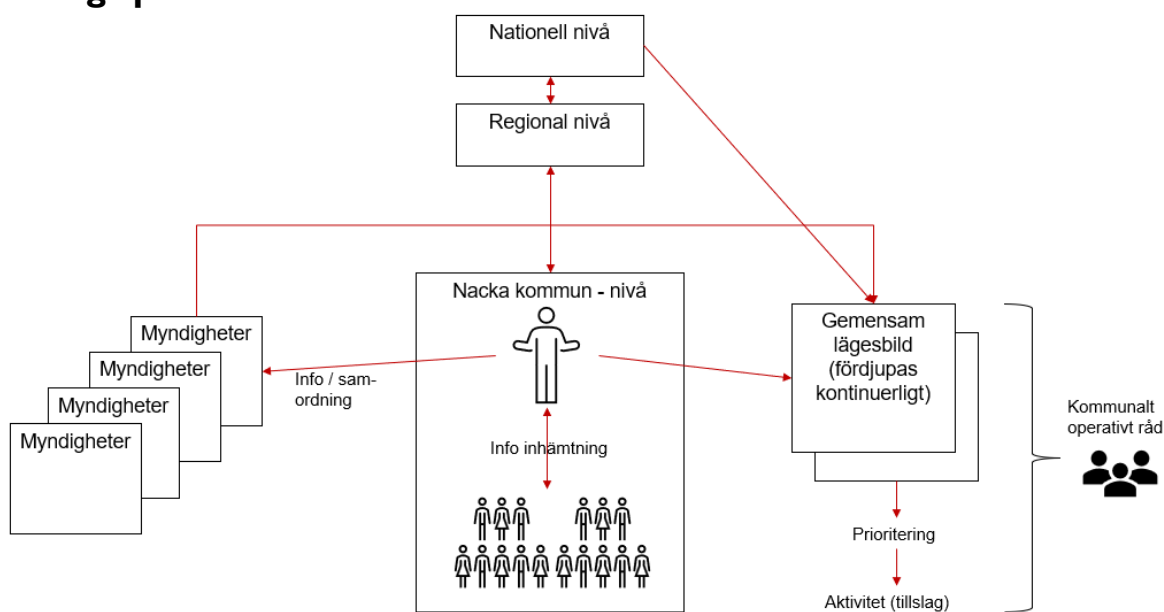 Nationell nivå
Regional nivå
Nacka kommun - nivå
Myndigheter
Myndigheter
Myndigheter
Myndigheter
Info / sam-
ordning
Info inhämtning
Gemensam
lägesbild
(fördjupas
kontinuerligt)
Kommunalt
operativt råd
Prioritering
Aktivitet (tillslag)